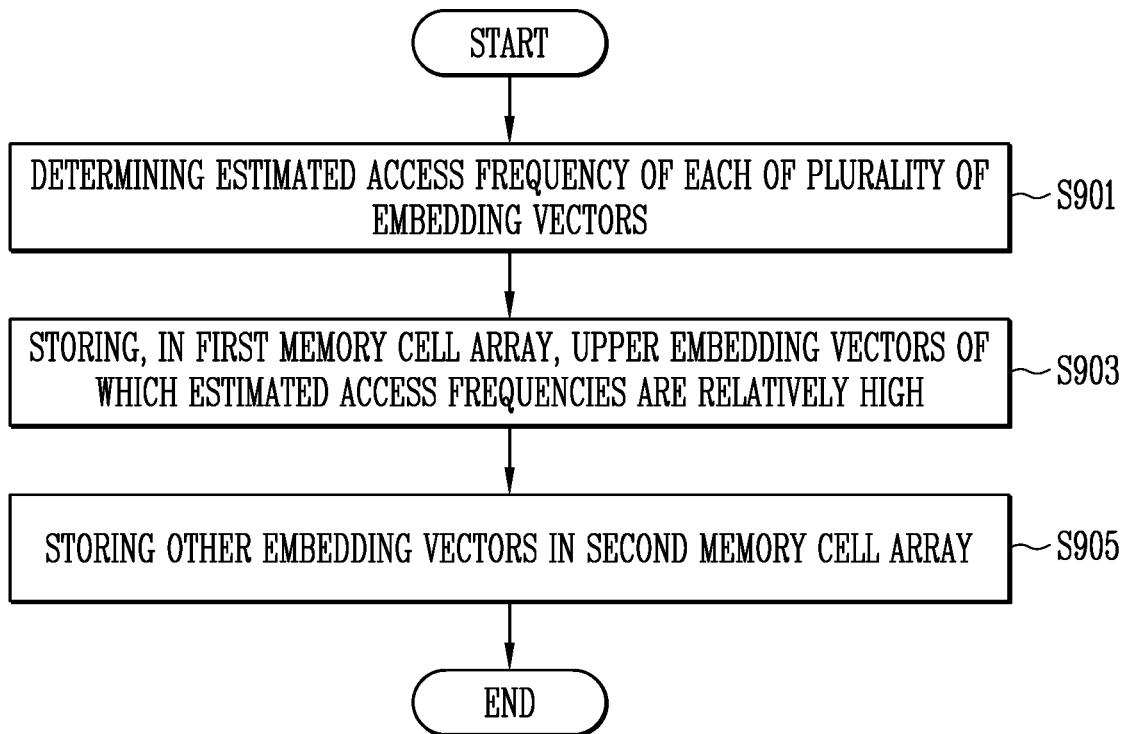 START
DETERMINING ESTIMATED ACCESS FREQUENCY OF EACH OF PLURALITY OF
EMBEDDING VECTORS
S901
STORING, IN FIRST MEMORY CELL ARRAY, UPPER EMBEDDING VECTORS OF
WHICH ESTIMATED ACCESS FREQUENCIES ARE RELATIVELY HIGH
S903
STORING OTHER EMBEDDING VECTORS IN SECOND MEMORY CELL ARRAY
S905
END